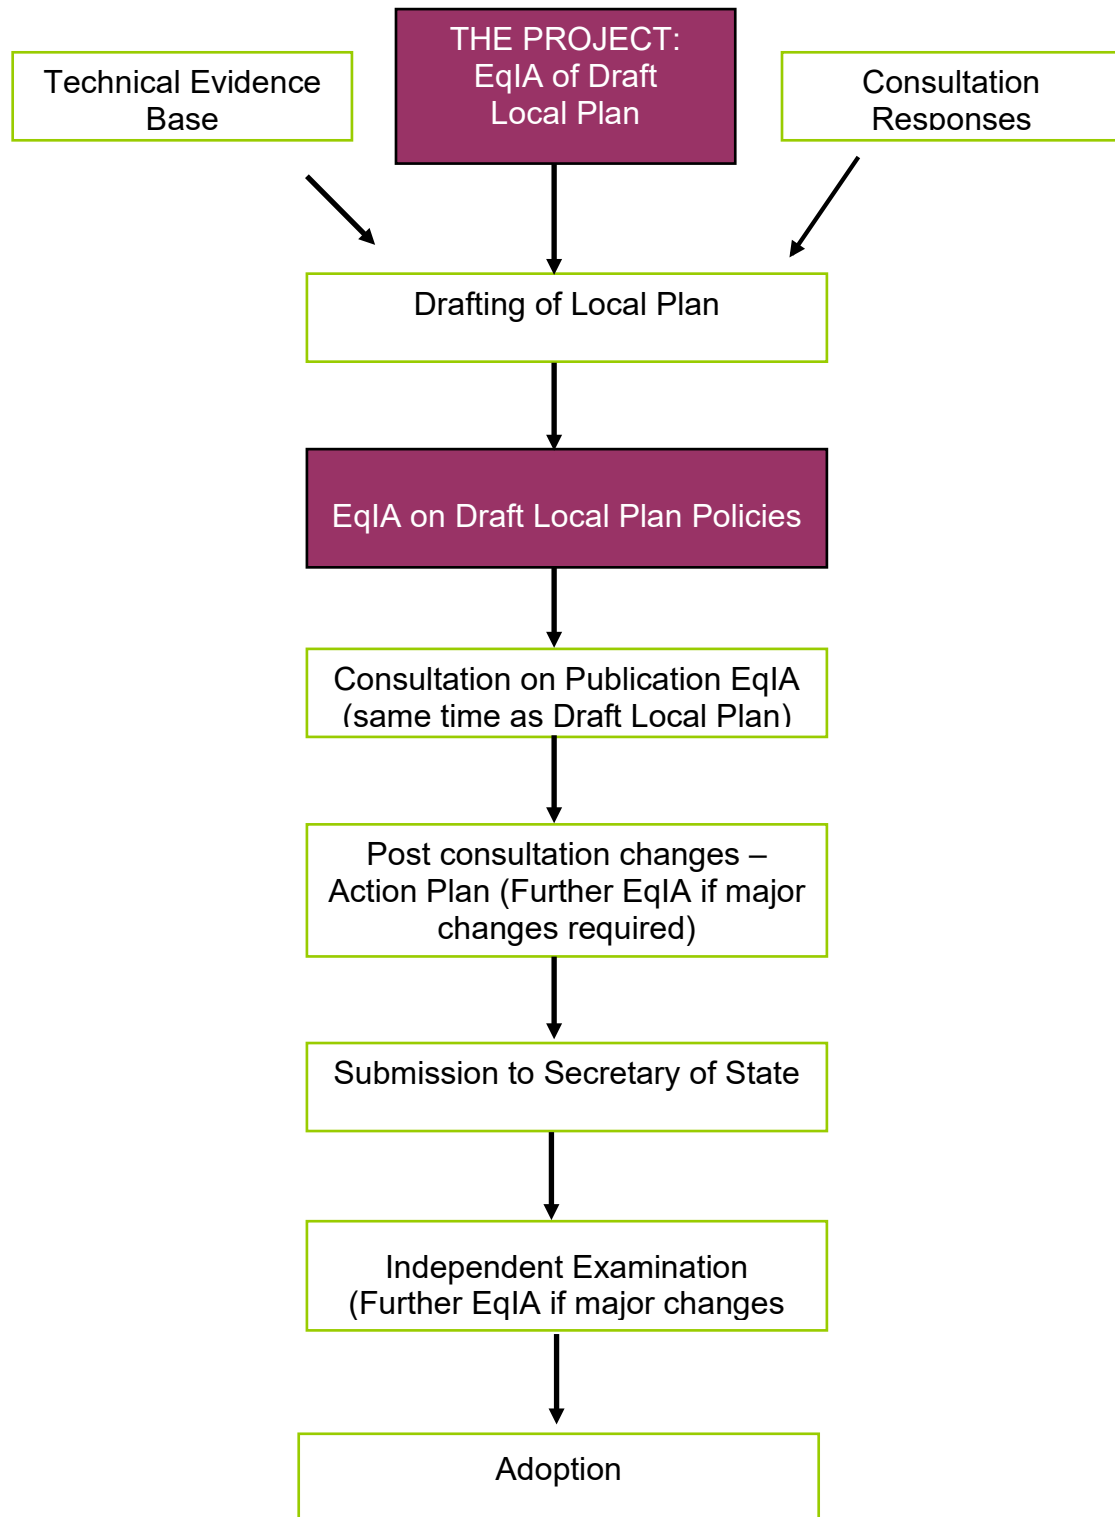 Technical Evidence
Base
THE PROJECT:
EqIA of Draft
Local Plan
Consultation
Responses
Drafting of Local Plan
EqIA on Draft Local Plan Policies
Consultation on Publication EqIA
(same time as Draft Local Plan)
Post consultation changes –
Action Plan (Further EqIA if major
changes required)
Submission to Secretary of State
Independent Examination
(Further EqIA if major changes
Adoption